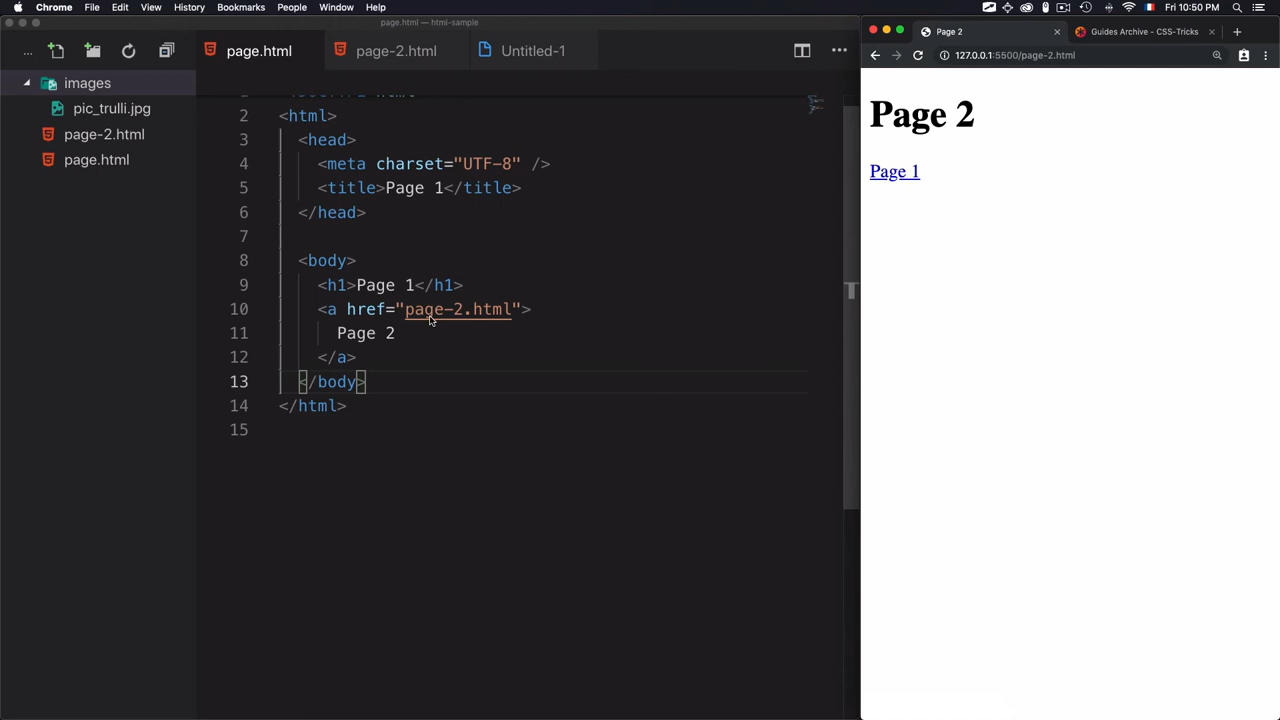 Chrome File Edit View History Bookmarks People Window Help
Fri 10:50 PM
page.html — html-sample
page.html
page-2.html
Untitled-1
images
pic_trulli.jpg
page-2.html
page.html
2 <html>
3 <head>
4 <meta charset="UTF-8" />
5 <title>Page 1</title>
6 </head>
7
8 <body>
9 <h1>Page 1</h1>
10 <a href="page-2.html">
11 Page 2
12 </a>
13 </body>
14 </html>
15
Page 2
Guides Archive - CSS-Tricks
127.0.0.1:5500/page-2.html
Page 2
Page 1